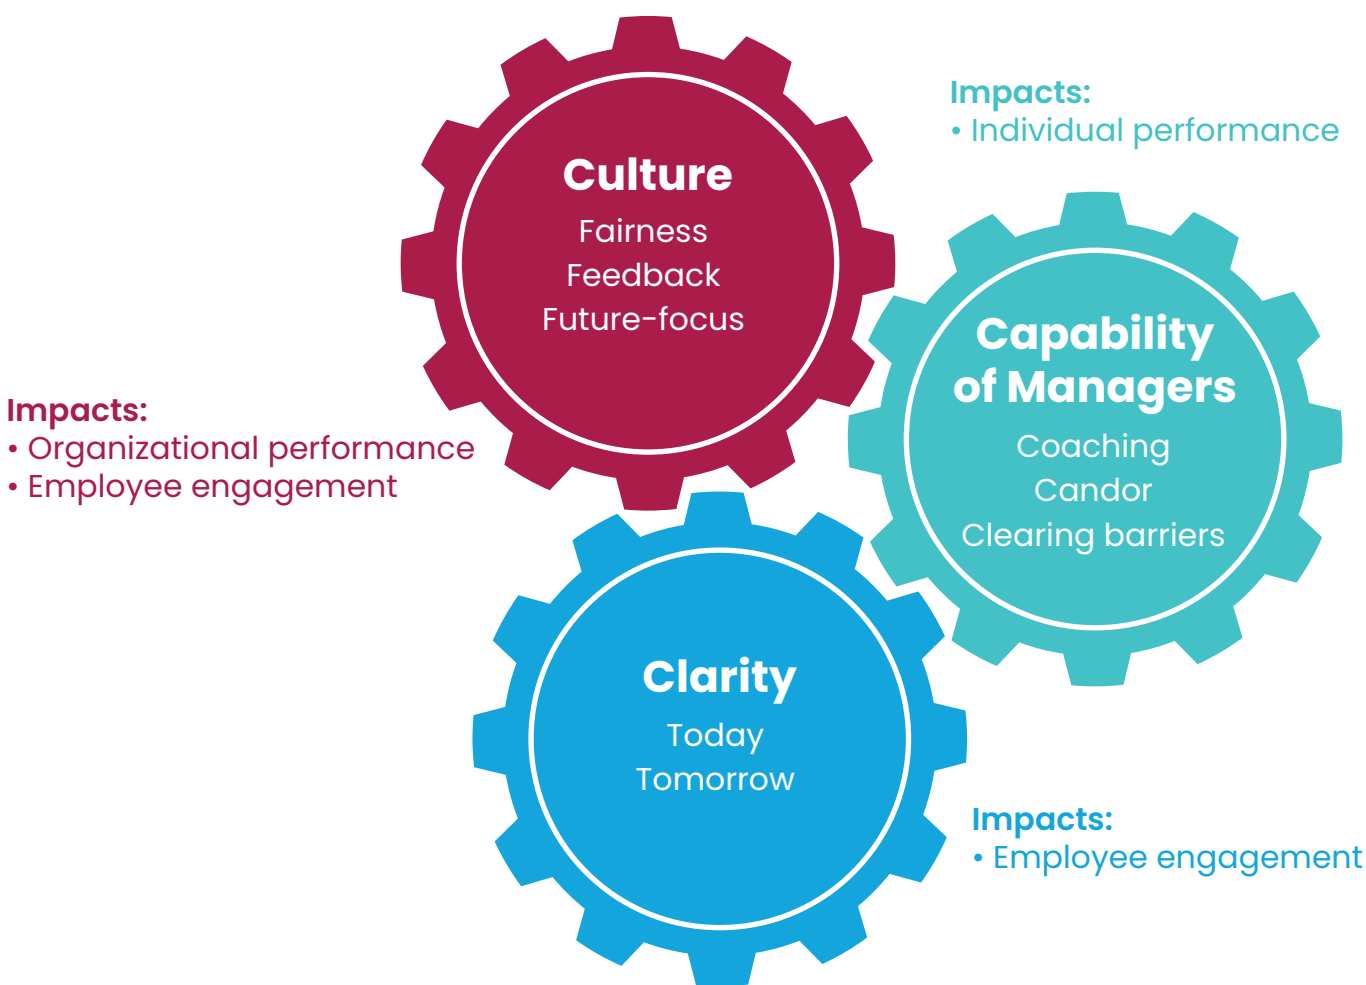 Culture
Fairness
Feedback
Future-focus
Impacts:
• Organizational performance
• Employee engagement
Impacts:
• Individual performance
Capability
of Managers
Coaching
Candor
Clearing barriers
Clarity
Today
Tomorrow
Impacts:
• Employee engagement